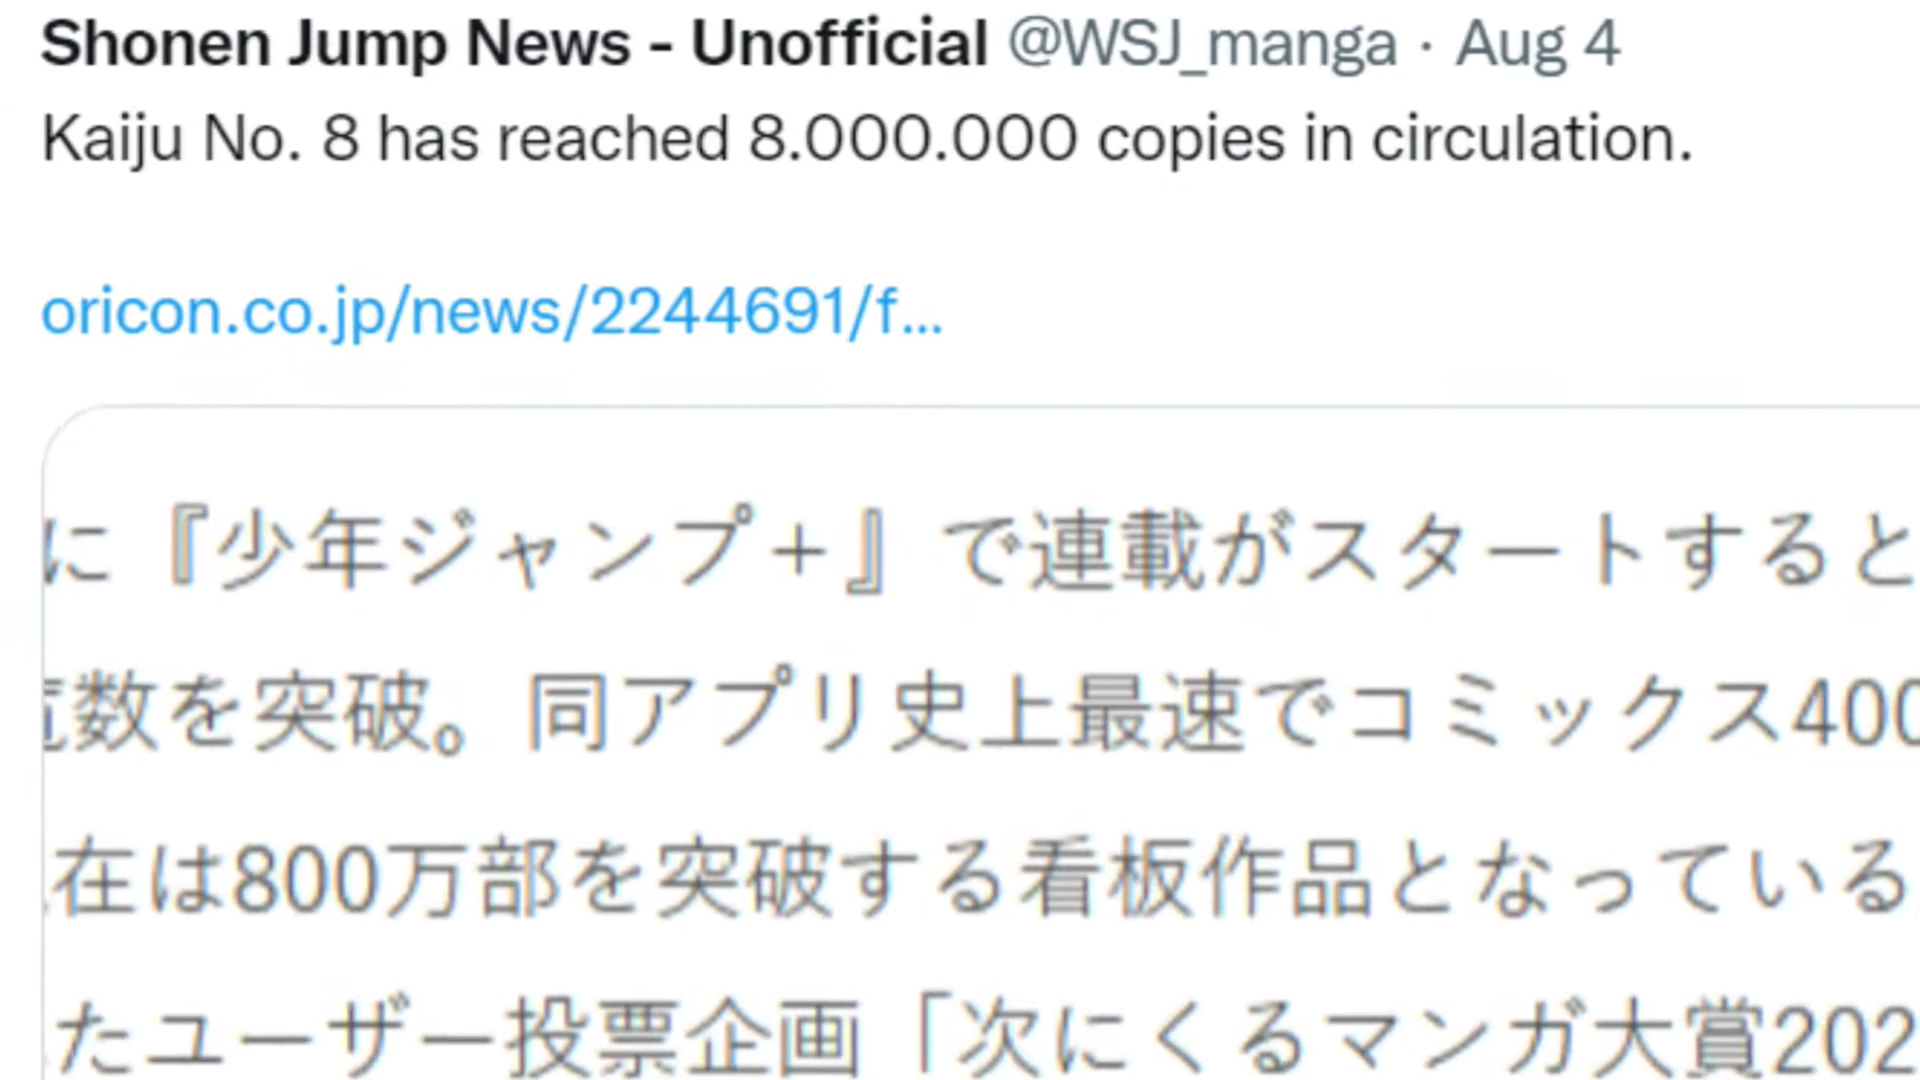 Shonen Jump News - Unofficial @WSJ_manga · Aug 4
Kaiju No. 8 has reached 8.000.000 copies in circulation.
oricon.co.jp/news/2244691/f...
に『少年ジャンプ+』で連載がスタートすると
数を突破。同アプリ史上最速でコミックス400
在は800万部を突破する看板作品となっている
たユーザー投票企画「次にくるマンガ大賞202